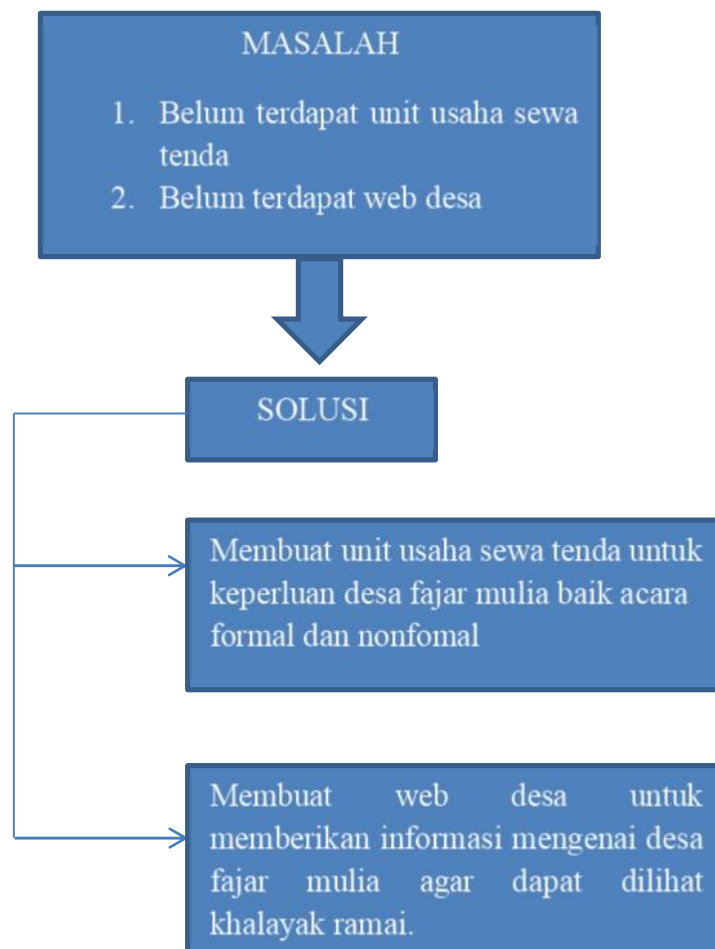 MASALAH
1. Belum terdapat unit usaha sewa
tenda
2. Belum terdapat web desa
SOLUSI
Membuat unit usaha sewa tenda untuk
keperluan desa fajar mulia baik acara
formal dan nonfomal
Membuat web desa untuk
memberikan informasi mengenai desa
fajar mulia agar dapat dilihat
khalayak ramai.